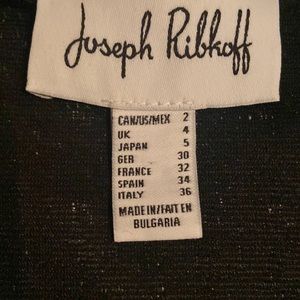 Joseph Ribkoff
CAN/US/MEX 2
UK 4
JAPAN 5
GER 30
FRANCE 32
SPAIN 34
ITALY 36
MADE IN/FAIT EN
BULGARIA